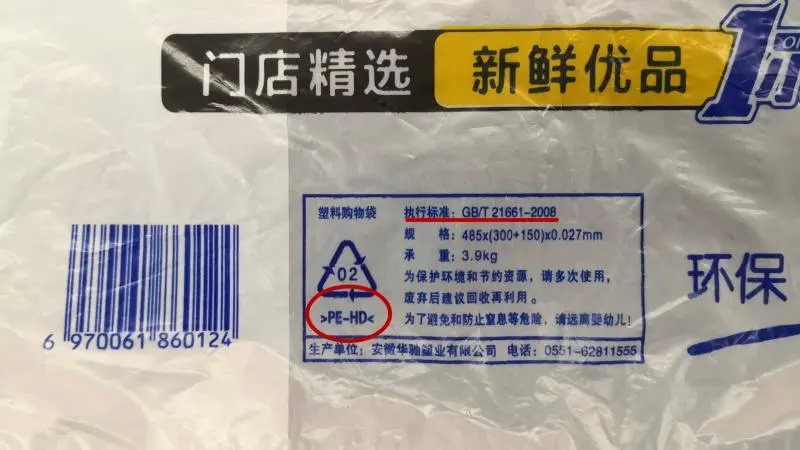 门店精选
新鲜优品
塑料购物袋
执行标准：GB/T 21661-2008
规 格：485x(300+150)x0.027mm
承 重：3.9kg
为保护环境和节约资源，请多次使用，
废弃后建议回收再利用。
为了避免和防止窒息等危险，请远离婴幼儿！
02
>PE-HD<
生产单位：安徽华驰塑业有限公司 电话：0551-62811555
6 970061 860124
环保